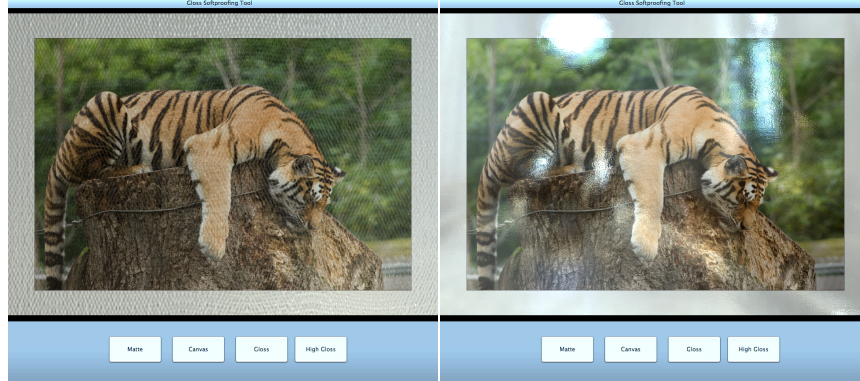 Gloss Softproofing Tool
Matte
Canvas
Gloss
High Gloss
Gloss Softproofing Tool
Matte
Canvas
Gloss
High Gloss